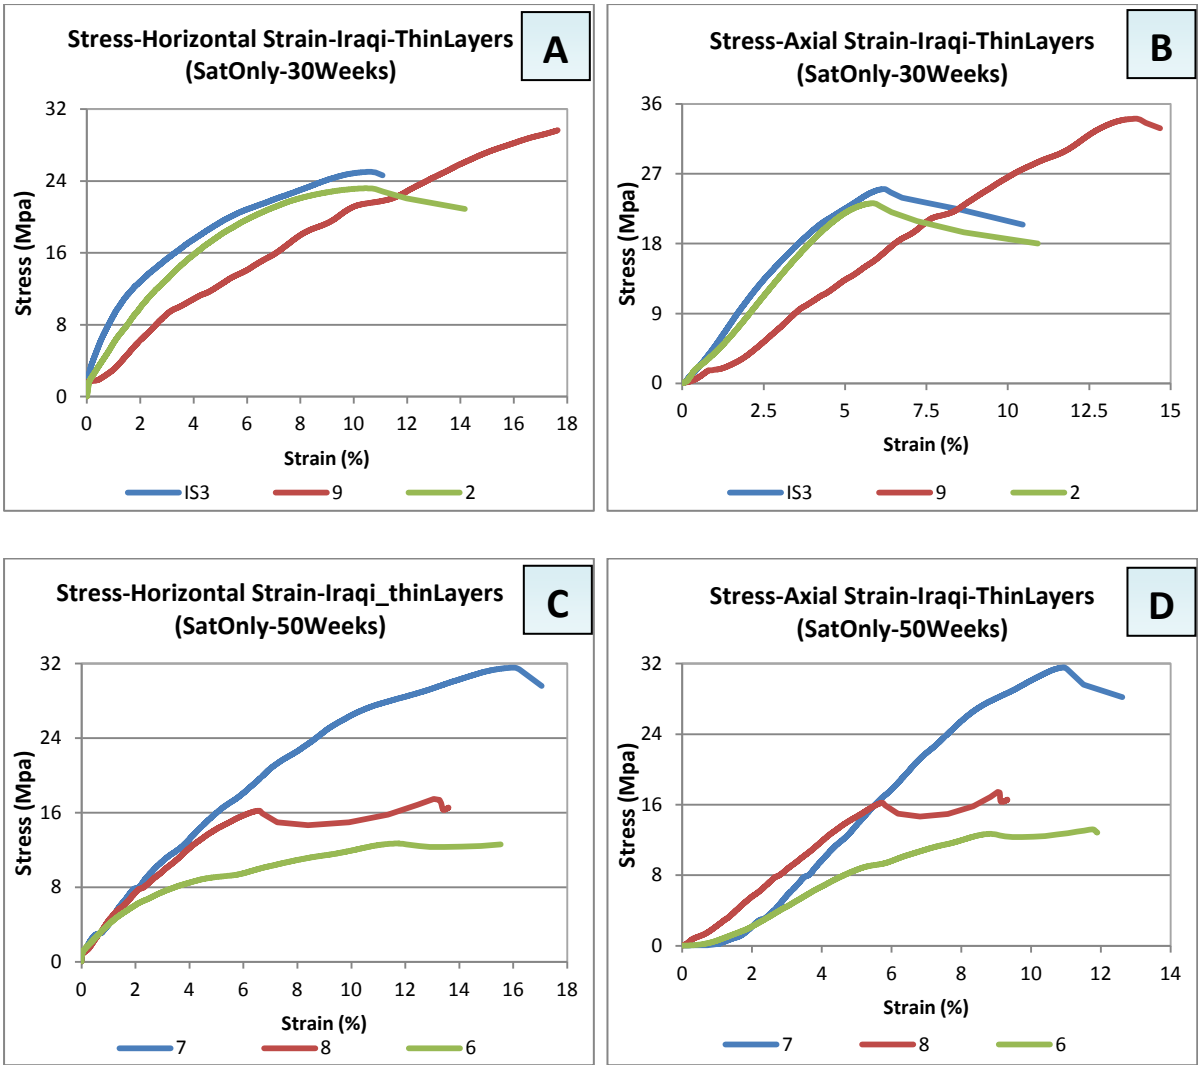 Stress-Horizontal Strain-Iraqi-ThinLayers
(SatOnly-30Weeks)
A
32
24
16
8
0
Stress (Mpa)
0 2 4 6 8 10 12 14 16 18
Strain (%)
IS3 9 2
Stress-Axial Strain-Iraqi-ThinLayers
(SatOnly-30Weeks)
B
36
27
18
9
0
Stress (Mpa)
0 2.5 5 7.5 10 12.5 15
Strain (%)
IS3 9 2
Stress-Horizontal Strain-Iraqi_thinLayers
(SatOnly-50Weeks)
C
32
24
16
8
0
Stress (Mpa)
0 2 4 6 8 10 12 14 16 18
Strain (%)
7 8 6
Stress-Axial Strain-Iraqi-ThinLayers
(SatOnly-50Weeks)
D
32
24
16
8
0
Stress (Mpa)
0 2 4 6 8 10 12 14
Strain (%)
7 8 6